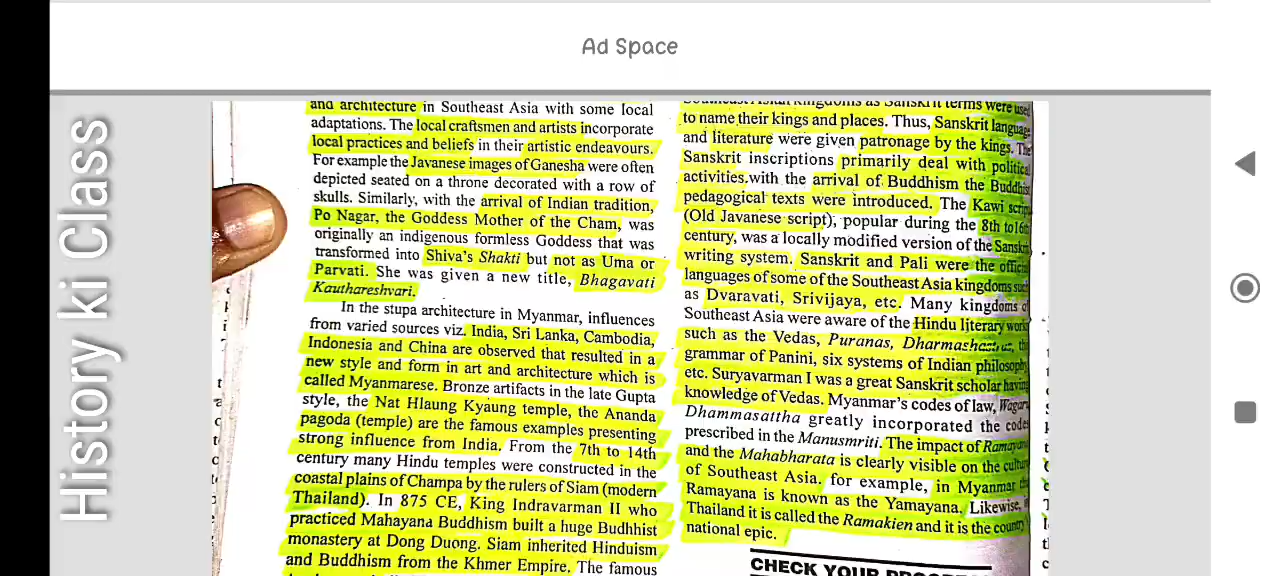 Ad Space
History ki Class
and architecture in Southeast Asia with some local
adaptations. The local craftsmen and artists incorporate
local practices and beliefs in their artistic endeavours.
For example the Javanese images of Ganesha were often
depicted seated on a throne decorated with a row of
skulls. Similarly, with the arrival of Indian tradition,
Po Nagar, the Goddess Mother of the Cham, was
originally an indigenous formless Goddess that was
transformed into Shiva's Shakti but not as Uma or
Parvati. She was given a new title, Bhagavati
Kauthareshvari.
In the stupa architecture in Myanmar, influences
from varied sources viz. India, Sri Lanka, Cambodia,
Indonesia and China are observed that resulted in a
new style and form in art and architecture which is
called Myanmarese. Bronze artifacts in the late Gupta
style, the Nat Hlaung Kyaung temple, the Ananda
pagoda (temple) are the famous examples presenting
strong influence from India. From the 7th to 14th
century many Hindu temples were constructed in the
coastal plains of Champa by the rulers of Siam (modern
Thailand). In 875 CE, King Indravarman II who
practiced Mahayana Buddhism built a huge Budhhist
monastery at Dong Duong. Siam inherited Hinduism
and Buddhism from the Khmer Empire. The famous
Southeast Asian kingdoms as Sanskrit terms were used
to name their kings and places. Thus, Sanskrit language
and literature were given patronage by the kings. The
Sanskrit inscriptions primarily deal with political
activities.with the arrival of Buddhism the Buddhist
pedagogical texts were introduced. The Kawi script
(Old Javanese script), popular during the 8th to16th
century, was a locally modified version of the Sanskrit
writing system. Sanskrit and Pali were the official
languages of some of the Southeast Asia kingdoms such
as Dvaravati, Srivijaya, etc. Many kingdoms of
Southeast Asia were aware of the Hindu literary works
such as the Vedas, Puranas, Dharmashastras, the
grammar of Panini, six systems of Indian philosophy
etc. Suryavarman I was a great Sanskrit scholar having
knowledge of Vedas. Myanmar's codes of law, Wagaru
Dhammasattha greatly incorporated the codes
prescribed in the Manusmriti. The impact of Ramayana
and the Mahabharata is clearly visible on the culture
of Southeast Asia. for example, in Myanmar the
Ramayana is known as the Yamayana. Likewise, in
Thailand it is called the Ramakien and it is the country's
national epic.
CHECK YOUR